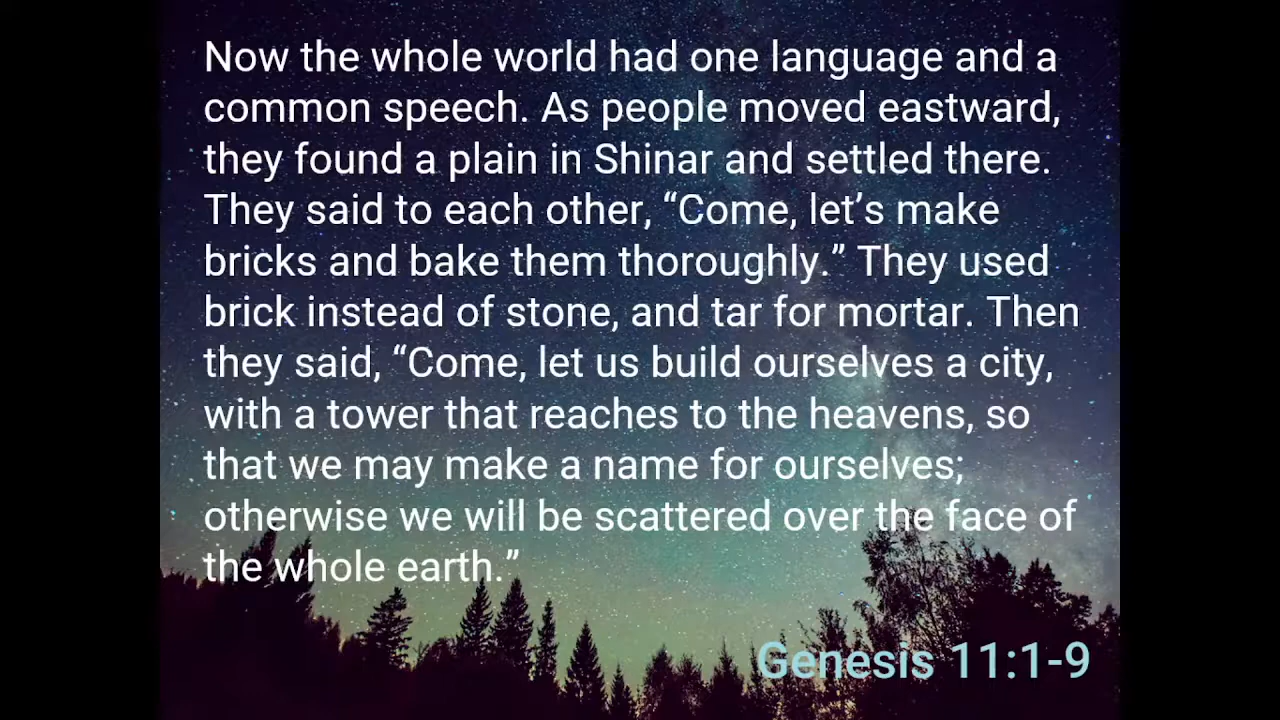 Now the whole world had one language and a
common speech. As people moved eastward,
they found a plain in Shinar and settled there.
They said to each other, “Come, let’s make
bricks and bake them thoroughly.” They used
brick instead of stone, and tar for mortar. Then
they said, “Come, let us build ourselves a city,
with a tower that reaches to the heavens, so
that we may make a name for ourselves;
otherwise we will be scattered over the face of
the whole earth.”
Genesis 11:1-9